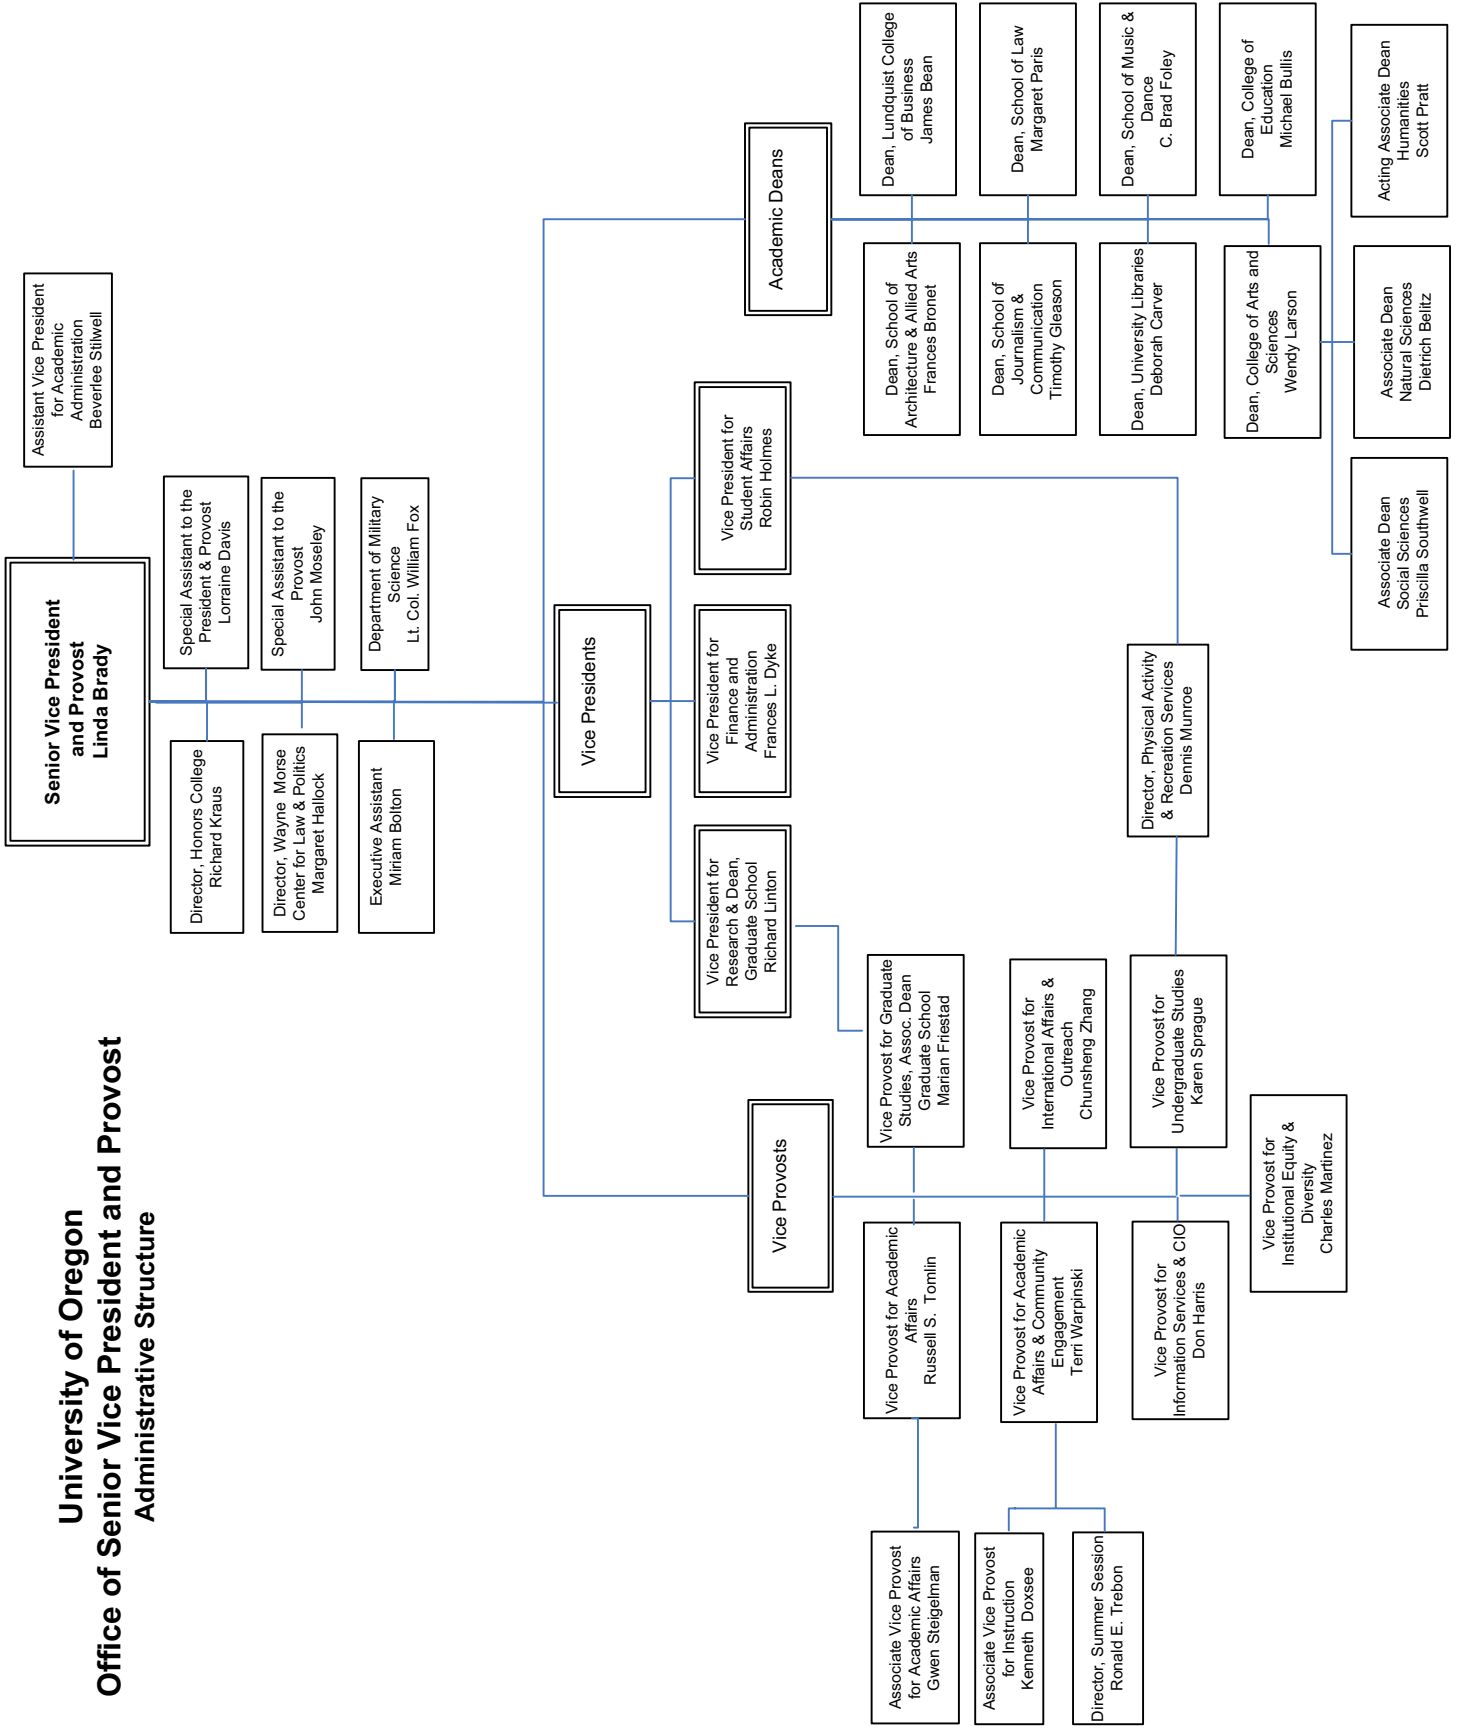 University of Oregon
Office of Senior Vice President and Provost
Administrative Structure
Senior Vice President
and Provost
Linda Brady
Assistant Vice President
for Academic
Administration
Beverlee Stilwell
Director, Honors College
Richard Kraus
Special Assistant to the
President & Provost
Lorraine Davis
Director, Wayne Morse
Center for Law & Politics
Margaret Hallock
Special Assistant to the
Provost
John Moseley
Executive Assistant
Miriam Bolton
Department of Military
Science
Lt. Col. William Fox
Vice Presidents
Vice President for
Research & Dean,
Graduate School
Richard Linton
Vice President for
Finance and
Administration
Frances L. Dyke
Vice President for
Student Affairs
Robin Holmes
Vice Provosts
Academic Deans
Associate Vice Provost
for Academic Affairs
Gwen Steigelman
Vice Provost for Academic
Affairs
Russell S. Tomlin
Vice Provost for Graduate
Studies, Assoc. Dean
Graduate School
Marian Friestad
Dean, School of
Architecture & Allied Arts
Frances Bronet
Dean, Lundquist College
of Business
James Bean
Associate Vice Provost
for Instruction
Kenneth Doxsee
Vice Provost for Academic
Affairs & Community
Engagement
Terri Warpinski
Vice Provost for
International Affairs &
Outreach
Chunsheng Zhang
Dean, School of
Journalism &
Communication
Timothy Gleason
Dean, School of Law
Margaret Paris
Director, Summer Session
Ronald E. Trebon
Vice Provost for
Information Services & CIO
Don Harris
Vice Provost for
Undergraduate Studies
Karen Sprague
Director, Physical Activity
& Recreation Services
Dennis Munroe
Dean, University Libraries
Deborah Carver
Dean, School of Music &
Dance
C. Brad Foley
Vice Provost for
Institutional Equity &
Diversity
Charles Martinez
Dean, College of Arts and
Sciences
Wendy Larson
Dean, College of
Education
Michael Bullis
Associate Dean
Social Sciences
Priscilla Southwell
Associate Dean
Natural Sciences
Dietrich Belitz
Acting Associate Dean
Humanities
Scott Pratt